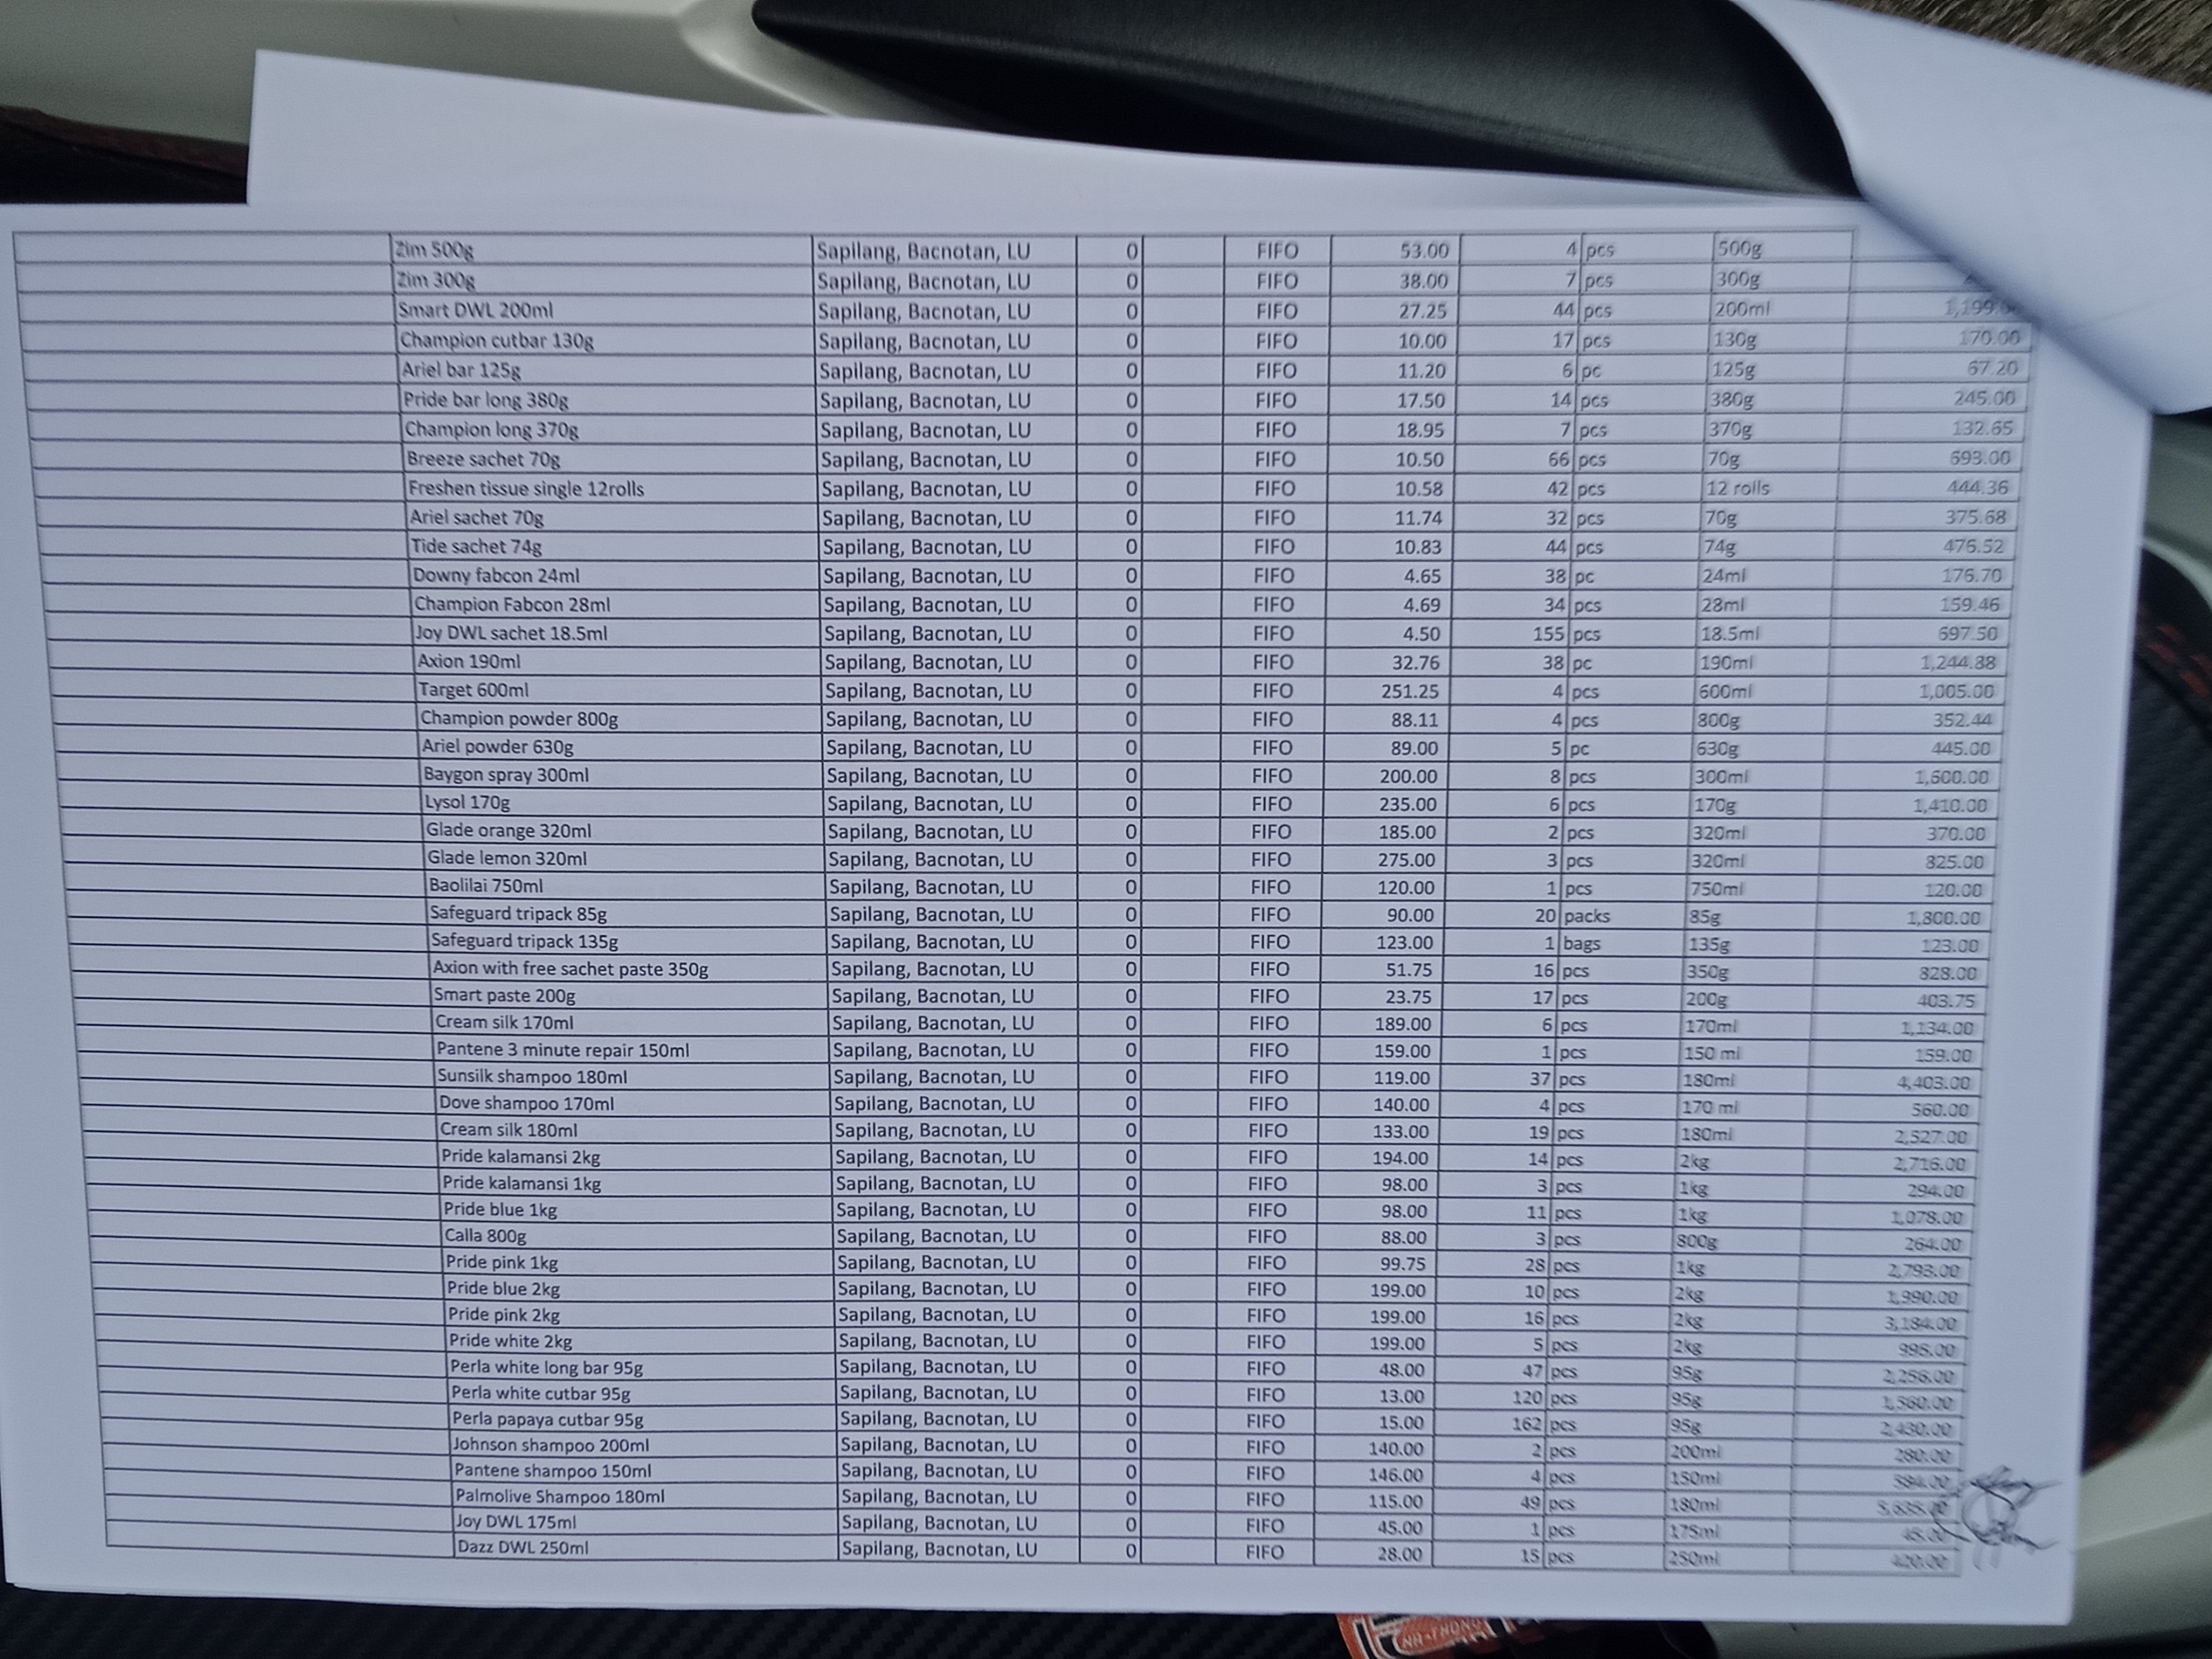 Zim 500g Sapilang, Bacnotan, LU 0 FIFO 53.00 4 pcs 500g
Zim 300g Sapilang, Bacnotan, LU 0 FIFO 38.00 7 pcs 300g
Smart DWL 200ml Sapilang, Bacnotan, LU 0 FIFO 27.25 44 pcs 200ml 1,199.
Champion cutbar 130g Sapilang, Bacnotan, LU 0 FIFO 10.00 17 pcs 130g 170.00
Ariel bar 125g Sapilang, Bacnotan, LU 0 FIFO 11.20 6 pc 125g 67.20
Pride bar long 380g Sapilang, Bacnotan, LU 0 FIFO 17.50 14 pcs 380g 245.00
Champion long 370g Sapilang, Bacnotan, LU 0 FIFO 18.95 7 pcs 370g 132.65
Breeze sachet 70g Sapilang, Bacnotan, LU 0 FIFO 10.50 66 pcs 70g 693.00
Freshen tissue single 12rolls Sapilang, Bacnotan, LU 0 FIFO 10.58 42 pcs 12 rolls 444.36
Ariel sachet 70g Sapilang, Bacnotan, LU 0 FIFO 11.74 32 pcs 70g 375.68
Tide sachet 74g Sapilang, Bacnotan, LU 0 FIFO 10.83 44 pcs 74g 476.52
Downy fabcon 24ml Sapilang, Bacnotan, LU 0 FIFO 4.65 38 pc 24ml 176.70
Champion Fabcon 28ml Sapilang, Bacnotan, LU 0 FIFO 4.69 34 pcs 28ml 159.46
Joy DWL sachet 18.5ml Sapilang, Bacnotan, LU 0 FIFO 4.50 155 pcs 18.5ml 697.50
Axion 190ml Sapilang, Bacnotan, LU 0 FIFO 32.76 38 pc 190ml 1,244.88
Target 600ml Sapilang, Bacnotan, LU 0 FIFO 251.25 4 pcs 600ml 1,005.00
Champion powder 800g Sapilang, Bacnotan, LU 0 FIFO 88.11 4 pcs 800g 352.44
Ariel powder 630g Sapilang, Bacnotan, LU 0 FIFO 89.00 5 pc 630g 445.00
Baygon spray 300ml Sapilang, Bacnotan, LU 0 FIFO 200.00 8 pcs 300ml 1,600.00
Lysol 170g Sapilang, Bacnotan, LU 0 FIFO 235.00 6 pcs 170g 1,410.00
Glade orange 320ml Sapilang, Bacnotan, LU 0 FIFO 185.00 2 pcs 320ml 370.00
Glade lemon 320ml Sapilang, Bacnotan, LU 0 FIFO 275.00 3 pcs 320ml 825.00
Baolilai 750ml Sapilang, Bacnotan, LU 0 FIFO 120.00 1 pcs 750ml 120.00
Safeguard tripack 85g Sapilang, Bacnotan, LU 0 FIFO 90.00 20 packs 85g 1,800.00
Safeguard tripack 135g Sapilang, Bacnotan, LU 0 FIFO 123.00 1 bags 135g 123.00
Axion with free sachet paste 350g Sapilang, Bacnotan, LU 0 FIFO 51.75 16 pcs 350g 828.00
Smart paste 200g Sapilang, Bacnotan, LU 0 FIFO 23.75 17 pcs 200g 403.75
Cream silk 170ml Sapilang, Bacnotan, LU 0 FIFO 189.00 6 pcs 170ml 1,134.00
Pantene 3 minute repair 150ml Sapilang, Bacnotan, LU 0 FIFO 159.00 1 pcs 150 ml 159.00
Sunsilk shampoo 180ml Sapilang, Bacnotan, LU 0 FIFO 119.00 37 pcs 180ml 4,403.00
Dove shampoo 170ml Sapilang, Bacnotan, LU 0 FIFO 140.00 4 pcs 170 ml 560.00
Cream silk 180ml Sapilang, Bacnotan, LU 0 FIFO 133.00 19 pcs 180ml 2,527.00
Pride kalamansi 2kg Sapilang, Bacnotan, LU 0 FIFO 194.00 14 pcs 2kg 2,716.00
Pride kalamansi 1kg Sapilang, Bacnotan, LU 0 FIFO 98.00 3 pcs 1kg 294.00
Pride blue 1kg Sapilang, Bacnotan, LU 0 FIFO 98.00 11 pcs 1kg 1,078.00
Calla 800g Sapilang, Bacnotan, LU 0 FIFO 88.00 3 pcs 800g 264.00
Pride pink 1kg Sapilang, Bacnotan, LU 0 FIFO 99.75 28 pcs 1kg 2,793.00
Pride blue 2kg Sapilang, Bacnotan, LU 0 FIFO 199.00 10 pcs 2kg 1,990.00
Pride pink 2kg Sapilang, Bacnotan, LU 0 FIFO 199.00 16 pcs 2kg 3,184.00
Pride white 2kg Sapilang, Bacnotan, LU 0 FIFO 199.00 5 pcs 2kg 995.00
Perla white long bar 95g Sapilang, Bacnotan, LU 0 FIFO 48.00 47 pcs 95g 2,256.00
Perla white cutbar 95g Sapilang, Bacnotan, LU 0 FIFO 13.00 120 pcs 95g 1,560.00
Perla papaya cutbar 95g Sapilang, Bacnotan, LU 0 FIFO 15.00 162 pcs 95g 2,430.00
Johnson shampoo 200ml Sapilang, Bacnotan, LU 0 FIFO 140.00 2 pcs 200ml 280.00
Pantene shampoo 150ml Sapilang, Bacnotan, LU 0 FIFO 146.00 4 pcs 150ml 584.00
Palmolive Shampoo 180ml Sapilang, Bacnotan, LU 0 FIFO 115.00 49 pcs 180ml 5,635.00
Joy DWL 175ml Sapilang, Bacnotan, LU 0 FIFO 45.00 1 pcs 175ml 45.00
Dazz DWL 250ml Sapilang, Bacnotan, LU 0 FIFO 28.00 15 pcs 250ml 420.00